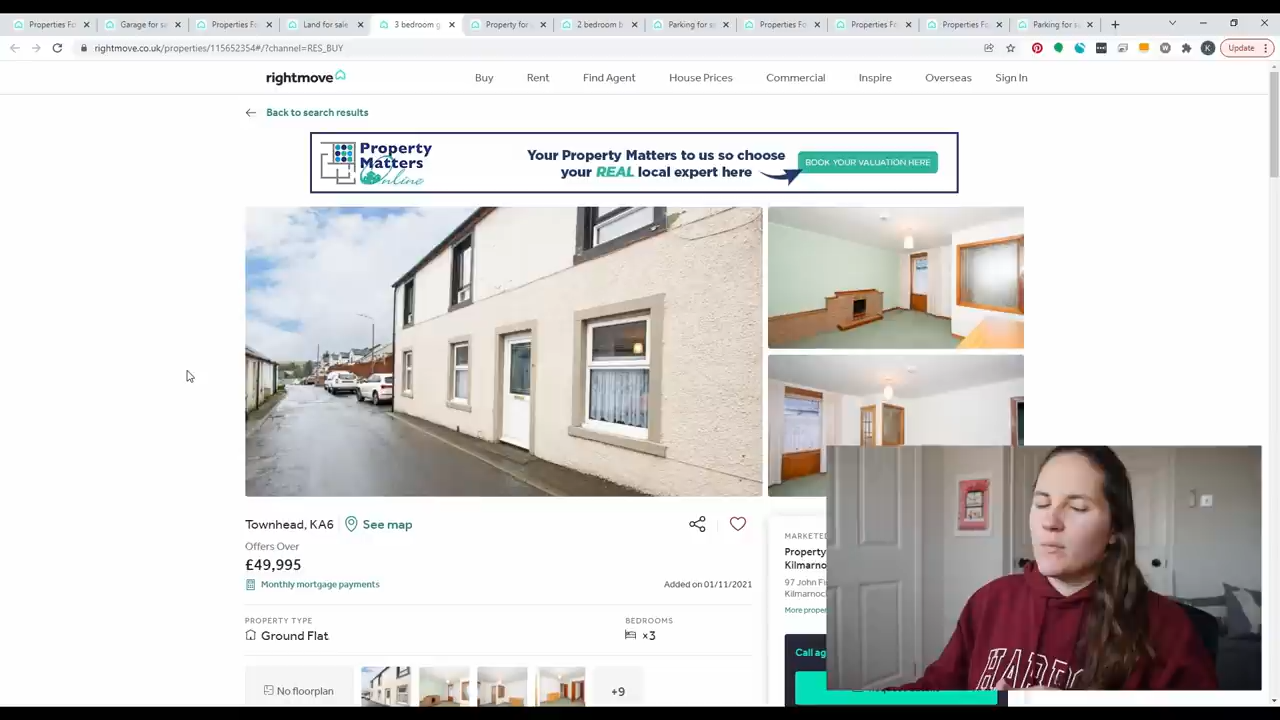 Properties Fo
Garage for sa
Properties Fo
Land for sale
3 bedroom g
Property for
2 bedroom b
Parking for s
Properties Fo
Properties Fo
Properties Fo
Parking for s
rightmove.co.uk/properties/115652354#/?channel=RES_BUY
Update
rightmove
Buy
Rent
Find Agent
House Prices
Commercial
Inspire
Overseas
Sign In
Back to search results
Property
Matters
Online
Your Property Matters to us so choose
your REAL local expert here
BOOK YOUR VALUATION HERE
Townhead, KA6
See map
Offers Over
£49,995
Monthly mortgage payments
Added on 01/11/2021
PROPERTY TYPE
Ground Flat
BEDROOMS
×3
No floorplan
+9
MARKETE
Property
Kilmarno
97 John Fi
Kilmarnoc
More proper
Call ag